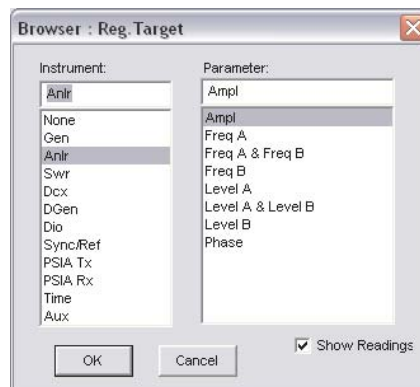 Browser : Reg.Target
Instrument:
Anlr
None
Gen
Anlr
Swr
Dcx
DGen
Dio
Sync/Ref
PSIA Tx
PSIA Rx
Time
Aux
Parameter:
Ampl
Ampl
Freq A
Freq A & Freq B
Freq B
Level A
Level A & Level B
Level B
Phase
Show Readings
OK
Cancel